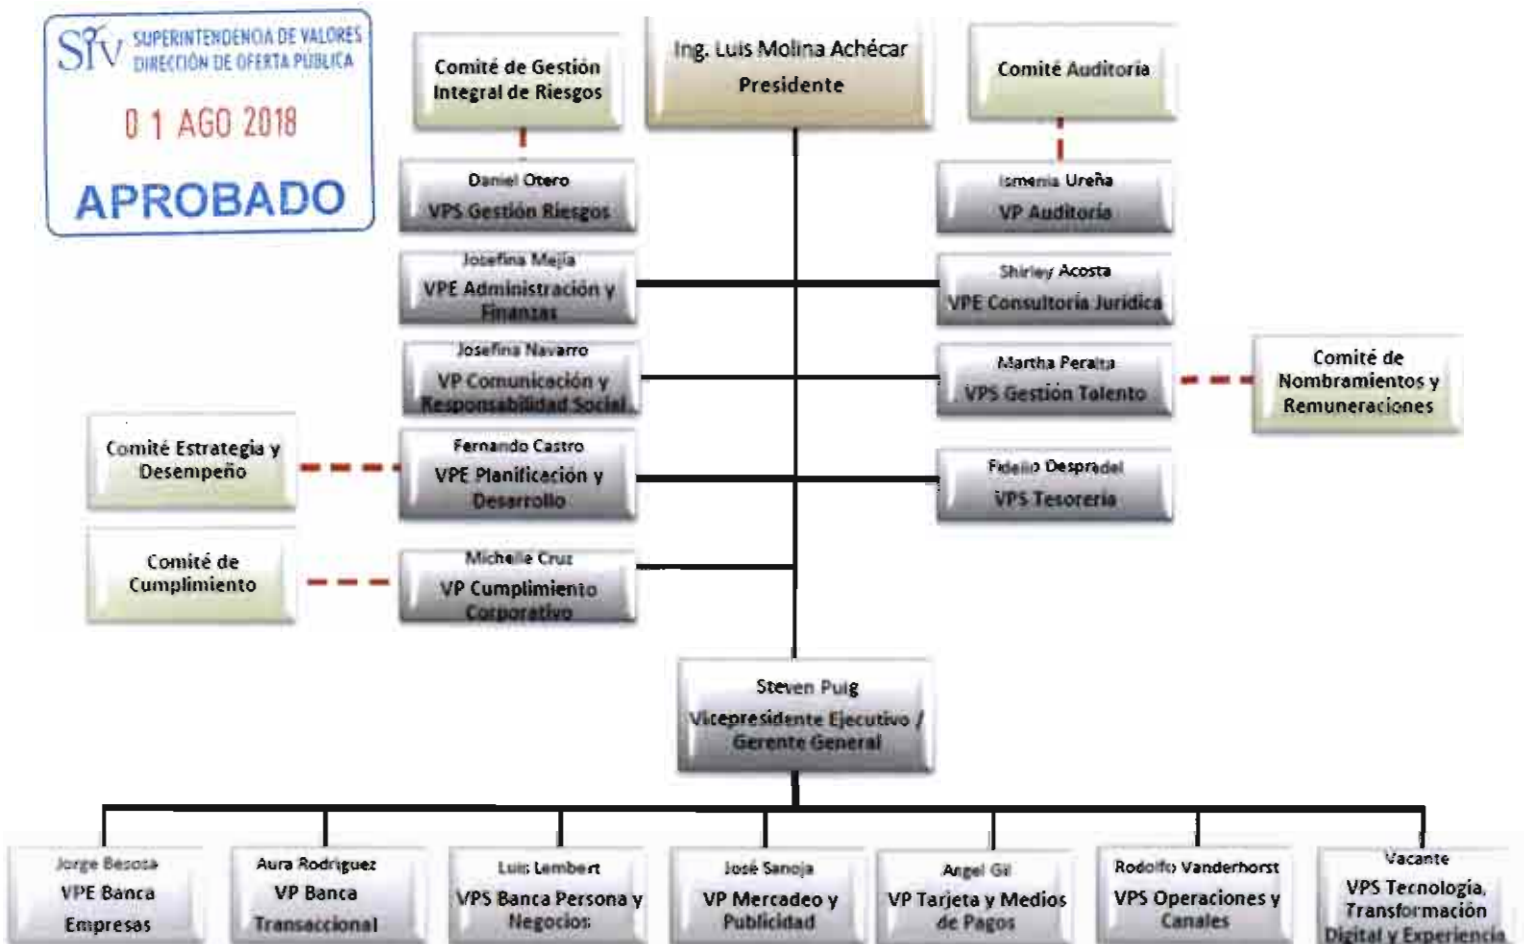 SIV SUPERINTENDENCIA DE VALORES
DIRECCIÓN DE OFERTA PÚBLICA
01 AGO 2018
APROBADO
Comité de Gestión
Integral de Riesgos
Ing. Luis Molina Achécar
Presidente
Comité Auditoría
Daniel Otero
VPS Gestión Riesgos
Ismenia Ureña
VP Auditoría
Josefina Mejía
VPE Administración y
Finanzas
Shirley Acosta
VPE Consultoría Jurídica
Josefina Navarro
VP Comunicación y
Responsabilidad Social
Martha Peralta
VPS Gestión Talento
Comité de
Nombramientos y
Remuneraciones
Comité Estrategia y
Desempeño
Fernando Castro
VPE Planificación y
Desarrollo
Fidelio Despradel
VPS Tesorería
Comité de
Cumplimiento
Michelle Cruz
VP Cumplimiento
Corporativo
Steven Puig
Vicepresidente Ejecutivo /
Gerente General
Jorge Besosa
VPE Banca
Empresas
Aura Rodriguez
VP Banca
Transaccional
Luis Lembert
VPS Banca Persona y
Negocios
José Sanoja
VP Mercadeo y
Publicidad
Angel Gil
VP Tarjeta y Medios
de Pagos
Rodolfo Vanderhorst
VPS Operaciones y
Canales
Vacante
VPS Tecnología,
Transformación
Digital y Experiencia